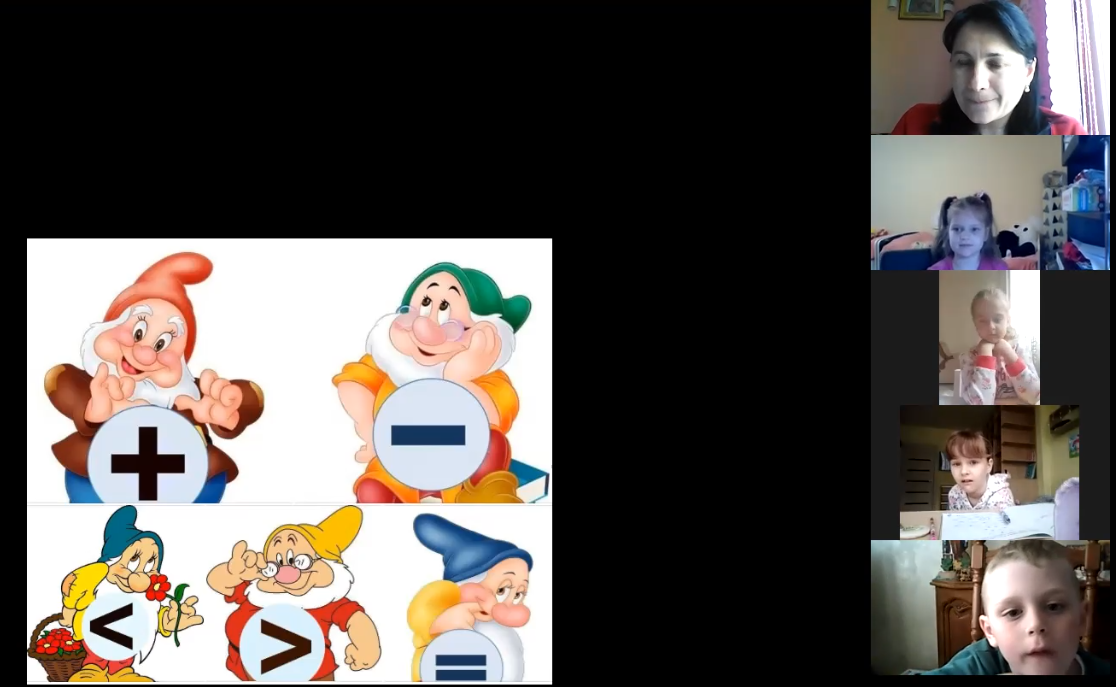 + −
< > =